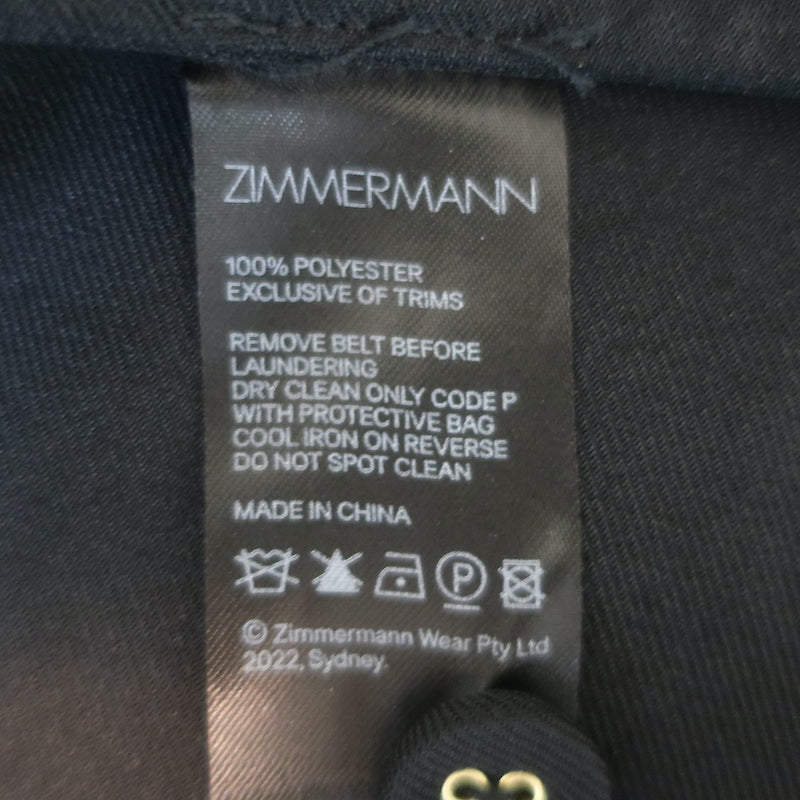 ZIMMERMANN
100% POLYESTER
EXCLUSIVE OF TRIMS
REMOVE BELT BEFORE
LAUNDERING
DRY CLEAN ONLY CODE P
WITH PROTECTIVE BAG
COOL IRON ON REVERSE
DO NOT SPOT CLEAN
MADE IN CHINA
P
© Zimmermann Wear Pty Ltd
2022, Sydney.